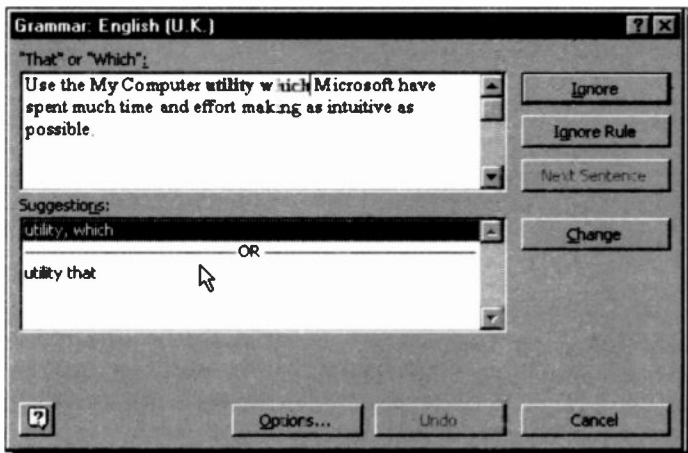 Grammar: English (U.K.)
"That" or "Which":
Use the My Computer utility which Microsoft have
spent much time and effort making as intuitive as
possible.
Ignore
Ignore Rule
Next Sentence
Suggestions:
utility, which
OR
utility that
Change
Options...
Undo
Cancel